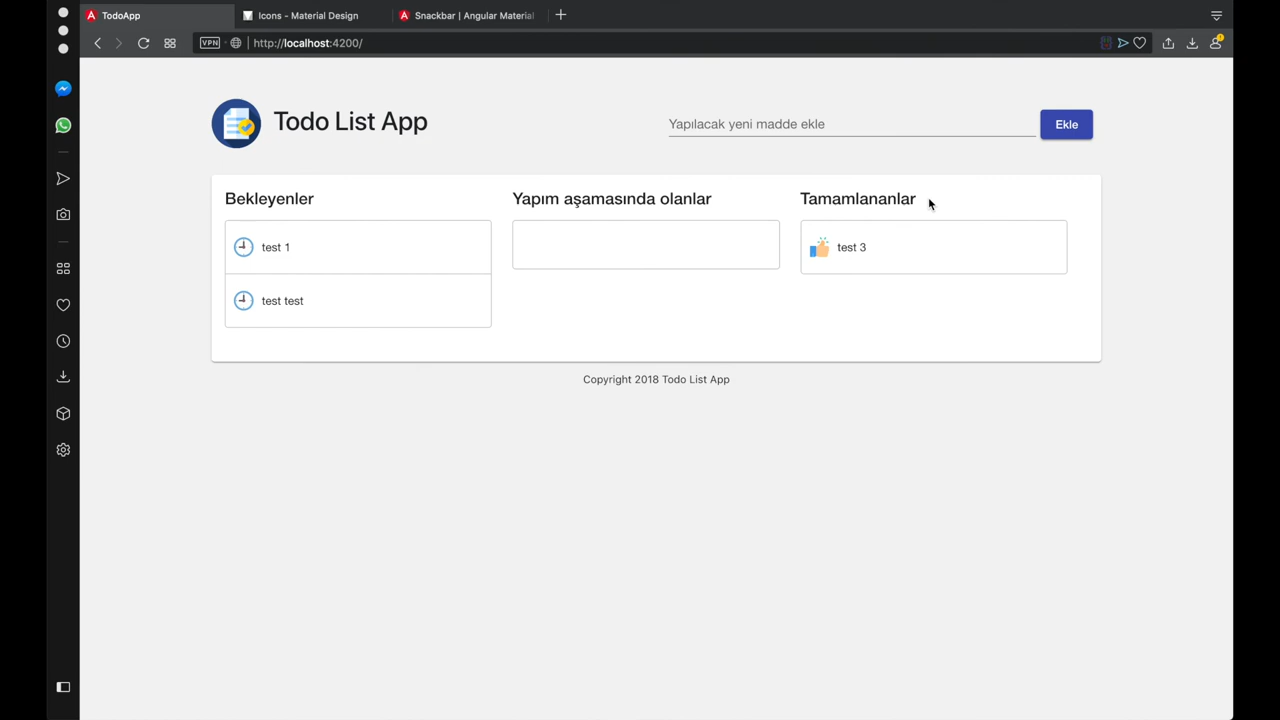 TodoApp
Icons - Material Design
Snackbar | Angular Material
VPN
http://localhost:4200/
Todo List App
Yapılacak yeni madde ekle
Ekle
Bekleyenler
Yapım aşamasında olanlar
Tamamlananlar
test 1
test 3
test test
Copyright 2018 Todo List App